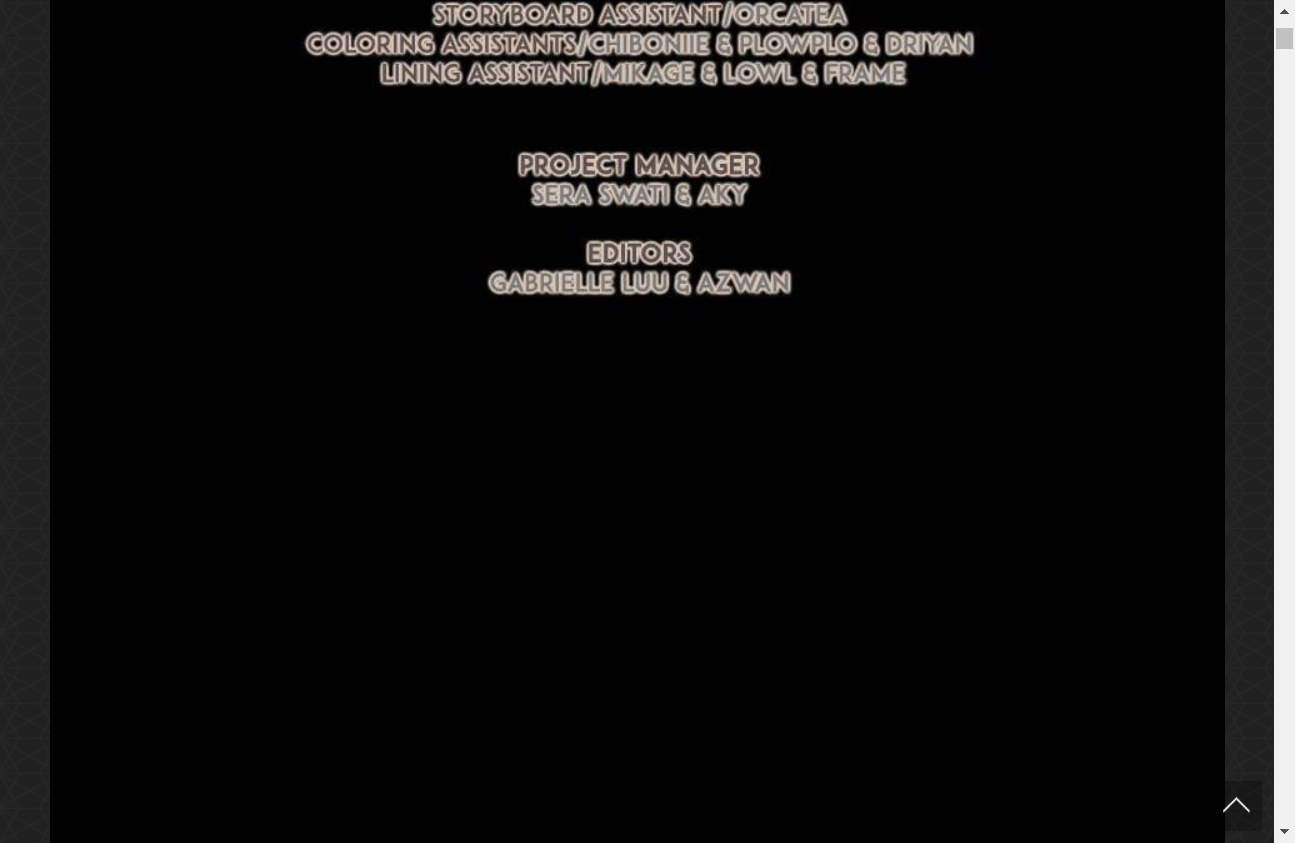 STORYBOARD ASSISTANT/ORCATEA
COLORING ASSISTANTS/CHIBONIIE & PLOWPLO & DRIYAN
LINING ASSISTANT/MIKAGE & LOWL & FRAME
PROJECT MANAGER
SERA SWATI & AKY
EDITORS
GABRIELLE LUU & AZWAN